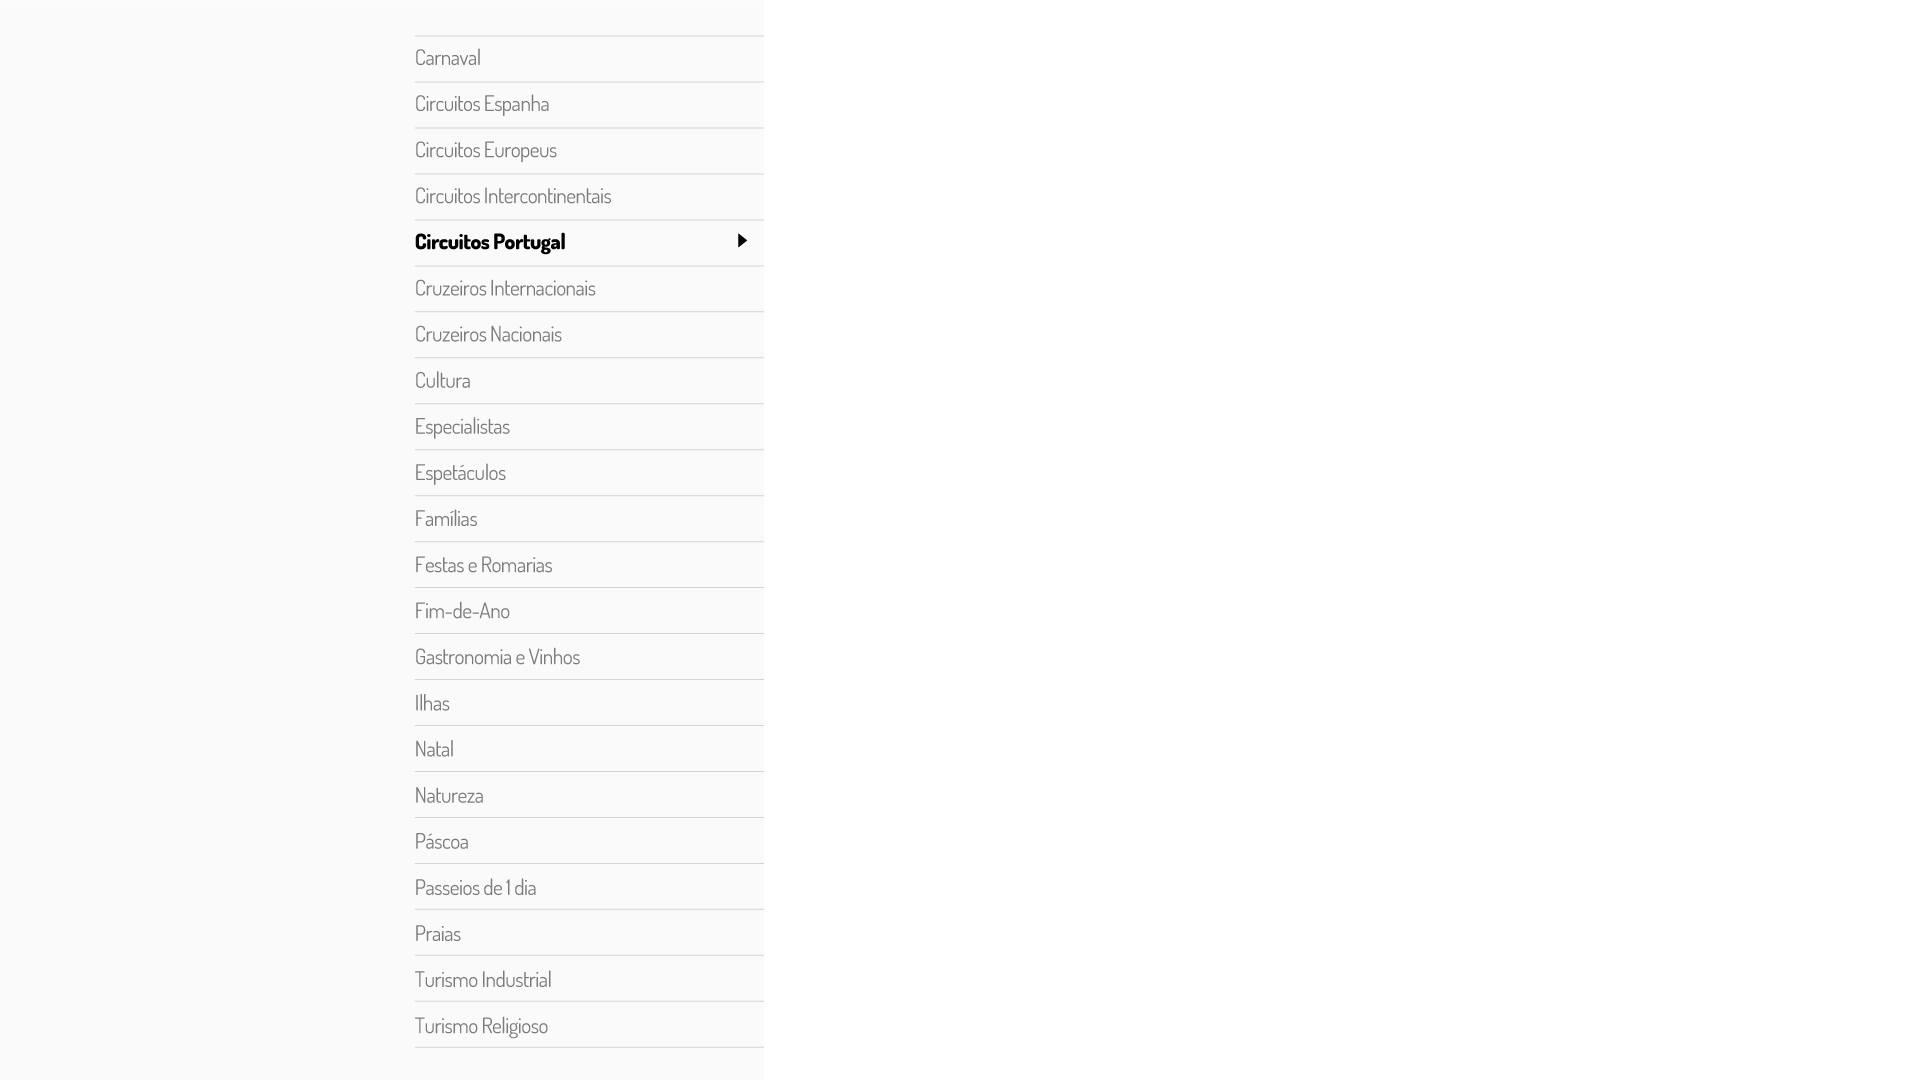 Carnaval
Circuitos Espanha
Circuitos Europeus
Circuitos Intercontinentais
Circuitos Portugal
Cruzeiros Internacionais
Cruzeiros Nacionais
Cultura
Especialistas
Espetáculos
Famílias
Festas e Romarias
Fim-de-Ano
Gastronomia e Vinhos
Ilhas
Natal
Natureza
Páscoa
Passeios de 1 dia
Praias
Turismo Industrial
Turismo Religioso